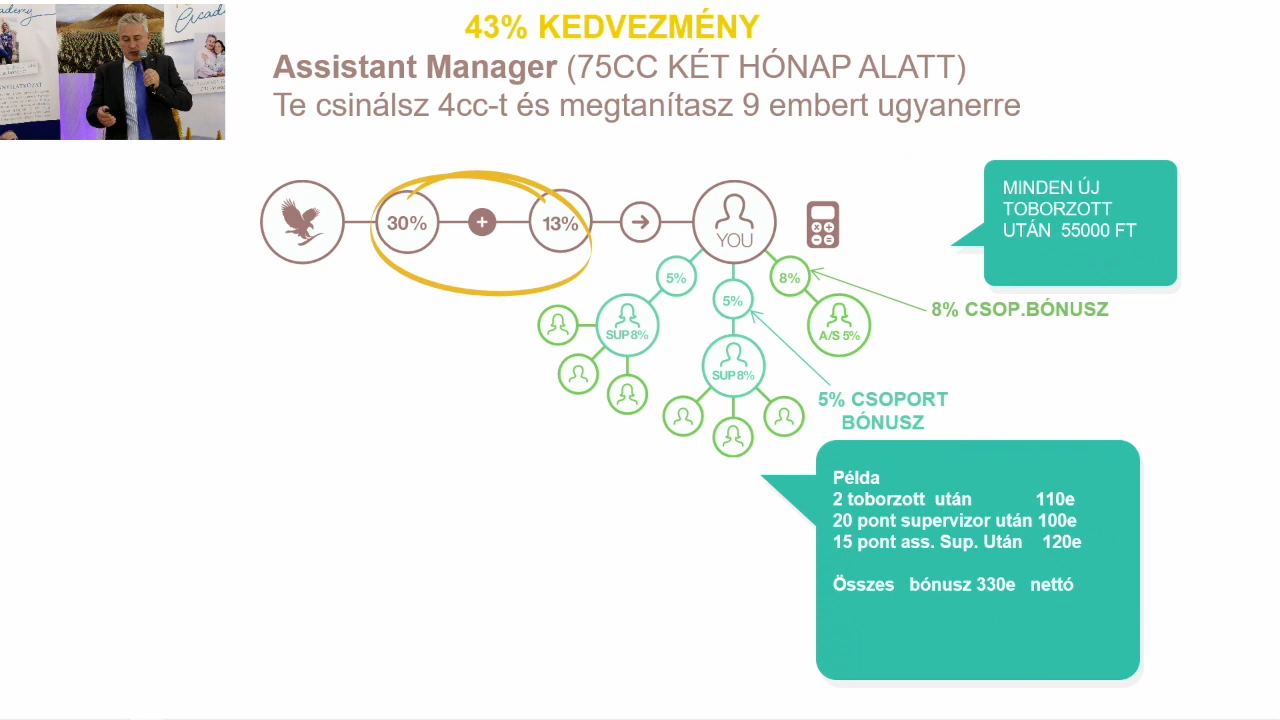 43% KEDVEZMÉNY
Assistant Manager (75CC KÉT HÓNAP ALATT)
Te csinálsz 4cc-t és megtanítasz 9 embert ugyanerre
30%
+
13%
YOU
MINDEN ÚJ
TOBORZOTT
UTÁN 55000 FT
5%
5%
8%
8% CSOP.BÓNUSZ
SUP 8%
A/S 5%
SUP 8%
5% CSOPORT
BÓNUSZ
Példa
2 toborzott után 110e
20 pont supervizor után 100e
15 pont ass. Sup. Után 120e
Összes bónusz 330e nettó